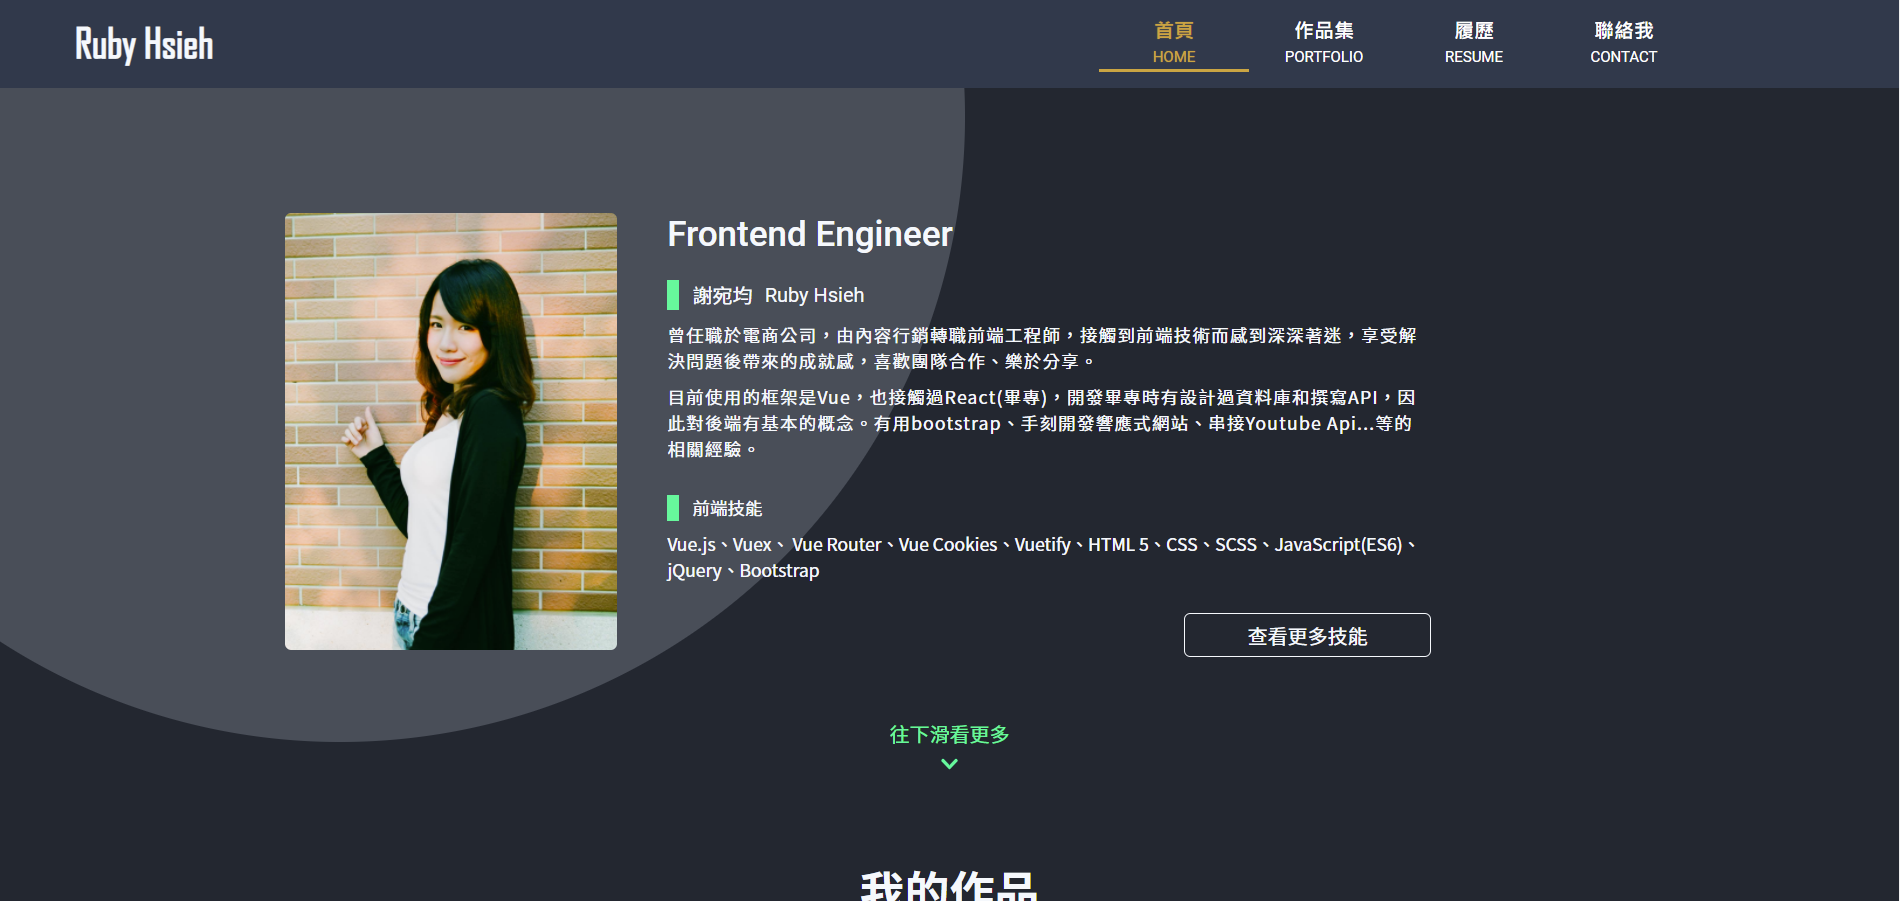 Ruby Hsieh
首頁
HOME
作品集
PORTFOLIO
履歷
RESUME
聯絡我
CONTACT
Frontend Engineer
謝宛均 Ruby Hsieh
曾任職於電商公司，由內容行銷轉職前端工程師，接觸到前端技術而感到深深著迷，享受解
決問題後帶來的成就感，喜歡團隊合作、樂於分享。
目前使用的框架是Vue，也接觸過React(畢專)，開發畢專時有設計過資料庫和撰寫API，因
此對後端有基本的概念。有用bootstrap、手刻開發響應式網站、串接Youtube Api...等的
相關經驗。
前端技能
Vue.js、Vuex、 Vue Router、Vue Cookies、Vuetify、HTML 5、CSS、SCSS、JavaScript(ES6)、
jQuery、Bootstrap
查看更多技能
往下滑看更多
我的作品